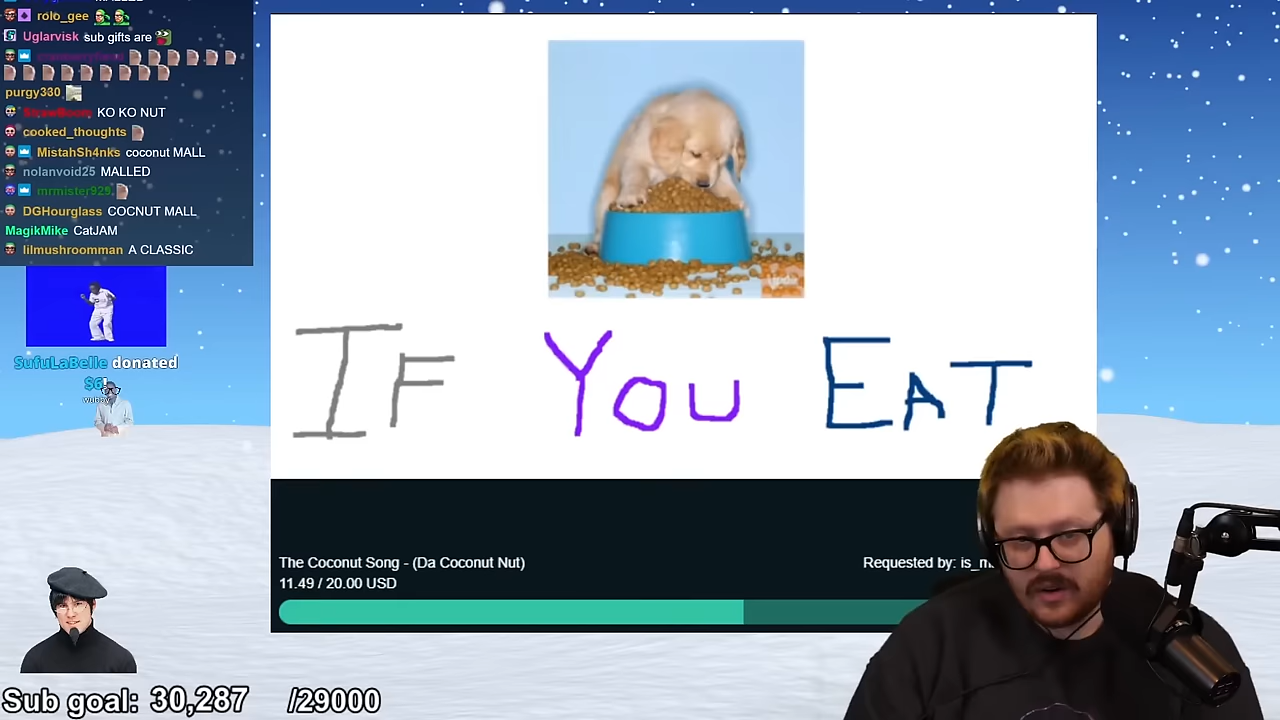 rolo_gee
Uglarvisk sub gifts are
purgy330
KO KO NUT
cooked_thoughts
MistahSh4nks coconut MALL
nolanvoid25 MALLED
mrmister929
DGHourglass COCNUT MALL
MagikMike CatJAM
lilmushroomman A CLASSIC
SufuLaBelle donated
$6!
IF YOU EAT
The Coconut Song - (Da Coconut Nut)
Requested by:
11.49 / 20.00 USD
Sub goal: 30,287 /29000